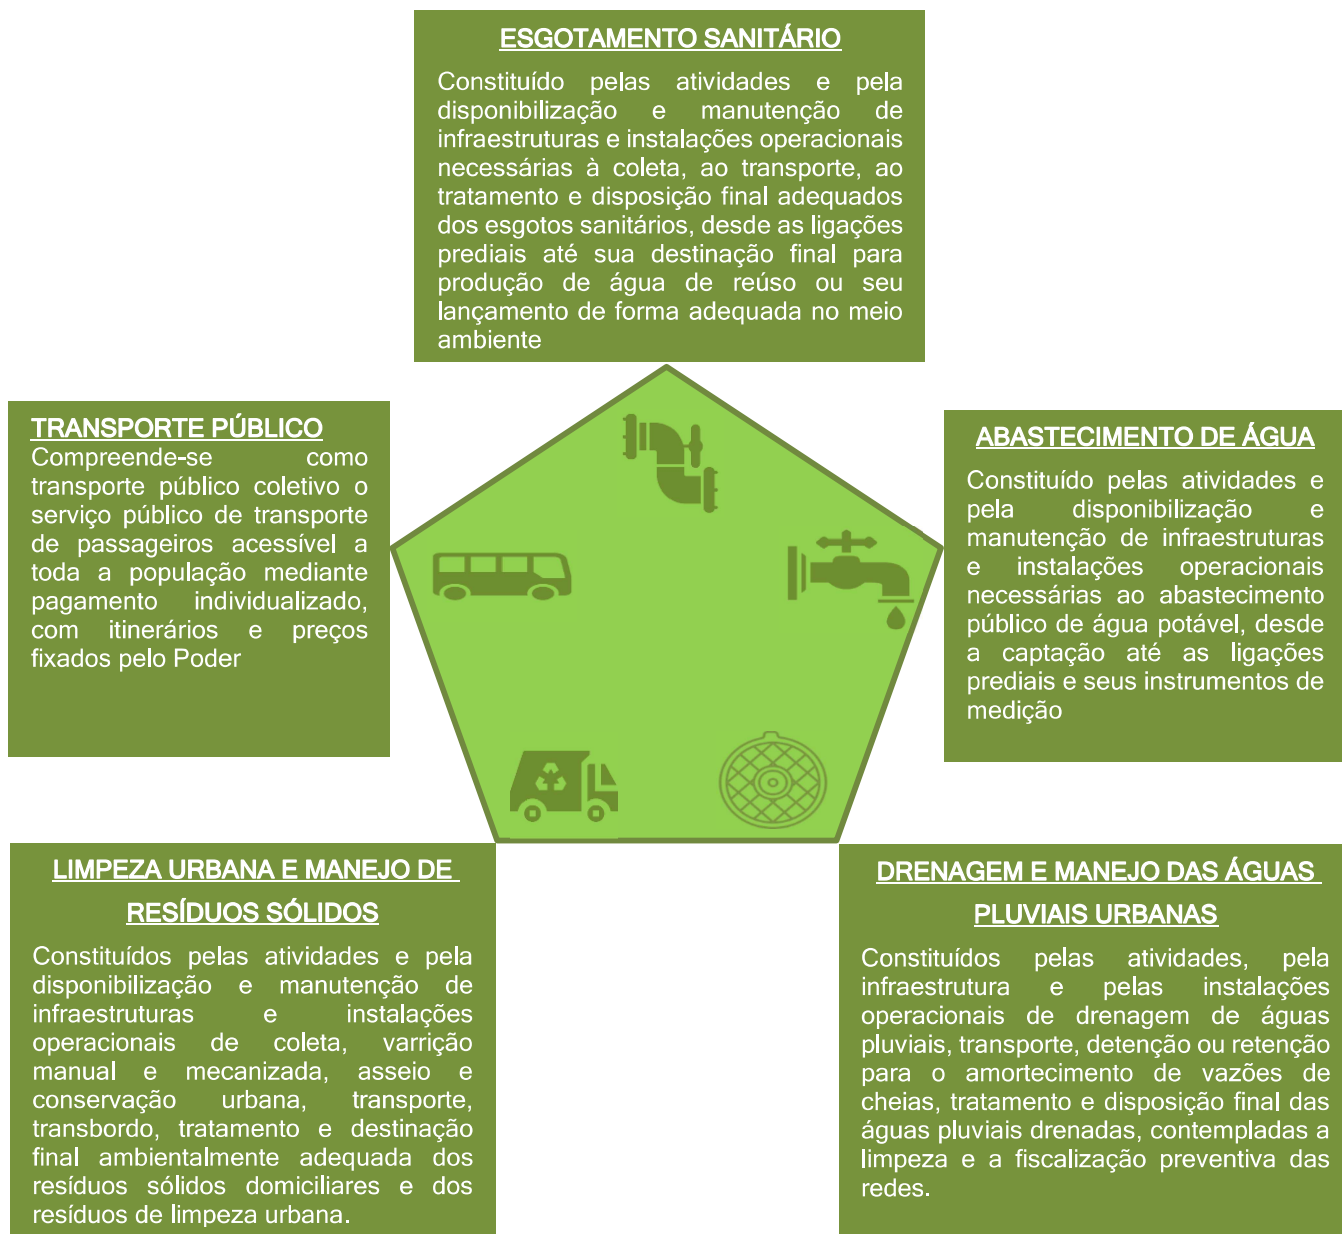 ESGOTAMENTO SANITÁRIO
Constituído pelas atividades e pela
disponibilização e manutenção de
infraestruturas e instalações operacionais
necessárias à coleta, ao transporte, ao
tratamento e disposição final adequados
dos esgotos sanitários, desde as ligações
prediais até sua destinação final para
produção de água de reúso ou seu
lançamento de forma adequada no meio
ambiente
TRANSPORTE PÚBLICO
Compreende-se como
transporte público coletivo o
serviço público de transporte
de passageiros acessível a
toda a população mediante
pagamento individualizado,
com itinerários e preços
fixados pelo Poder
ABASTECIMENTO DE ÁGUA
Constituído pelas atividades e
pela disponibilização e
manutenção de infraestruturas
e instalações operacionais
necessárias ao abastecimento
público de água potável, desde
a captação até as ligações
prediais e seus instrumentos de
medição
LIMPEZA URBANA E MANEJO DE
RESÍDUOS SÓLIDOS
Constituídos pelas atividades e pela
disponibilização e manutenção de
infraestruturas e instalações
operacionais de coleta, varrição
manual e mecanizada, asseio e
conservação urbana, transporte,
transbordo, tratamento e destinação
final ambientalmente adequada dos
resíduos sólidos domiciliares e dos
resíduos de limpeza urbana.
DRENAGEM E MANEJO DAS ÁGUAS
PLUVIAIS URBANAS
Constituídos pelas atividades, pela
infraestrutura e pelas instalações
operacionais de drenagem de águas
pluviais, transporte, detenção ou retenção
para o amortecimento de vazões de
cheias, tratamento e disposição final das
águas pluviais drenadas, contempladas a
limpeza e a fiscalização preventiva das
redes.